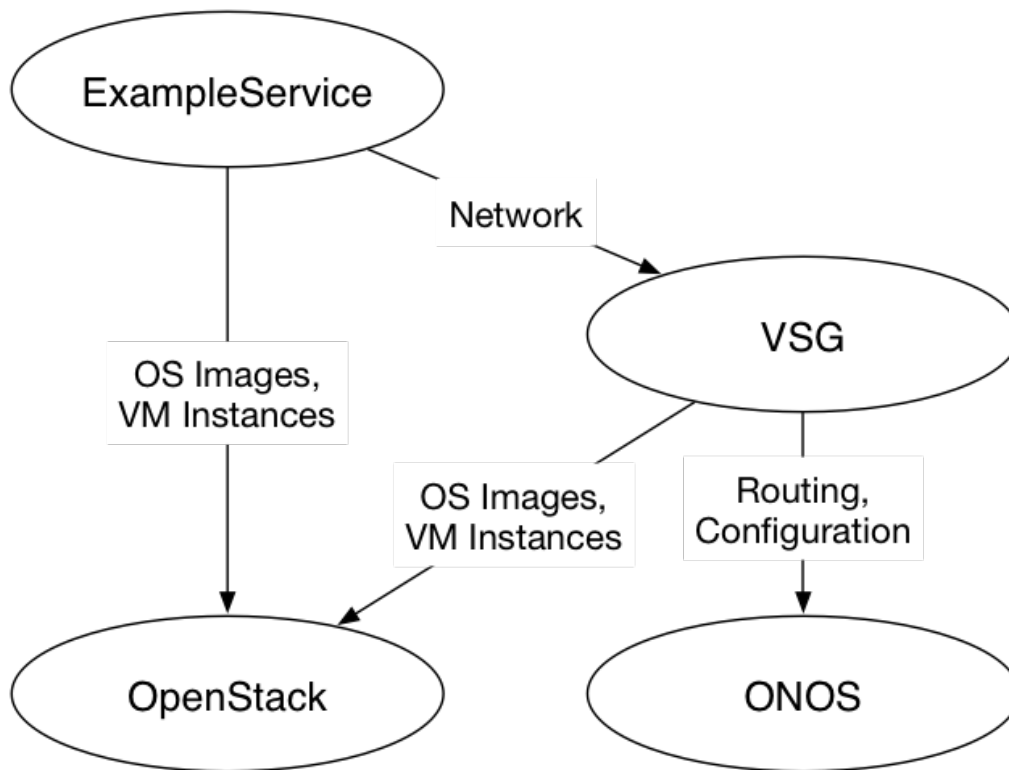 ExampleService
Network
VSG
OS Images,
VM Instances
OS Images,
VM Instances
Routing,
Configuration
OpenStack
ONOS